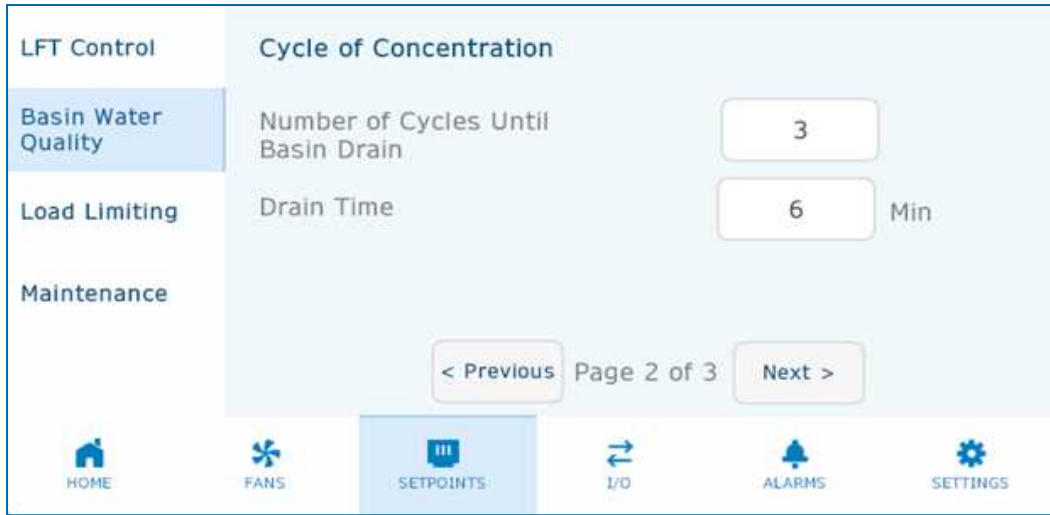 LFT Control
Basin Water
Quality
Load Limiting
Maintenance
Cycle of Concentration
Number of Cycles Until
Basin Drain
3
Drain Time
6
Min
< Previous
Page 2 of 3
Next >
HOME
FANS
SETPOINTS
I/O
ALARMS
SETTINGS